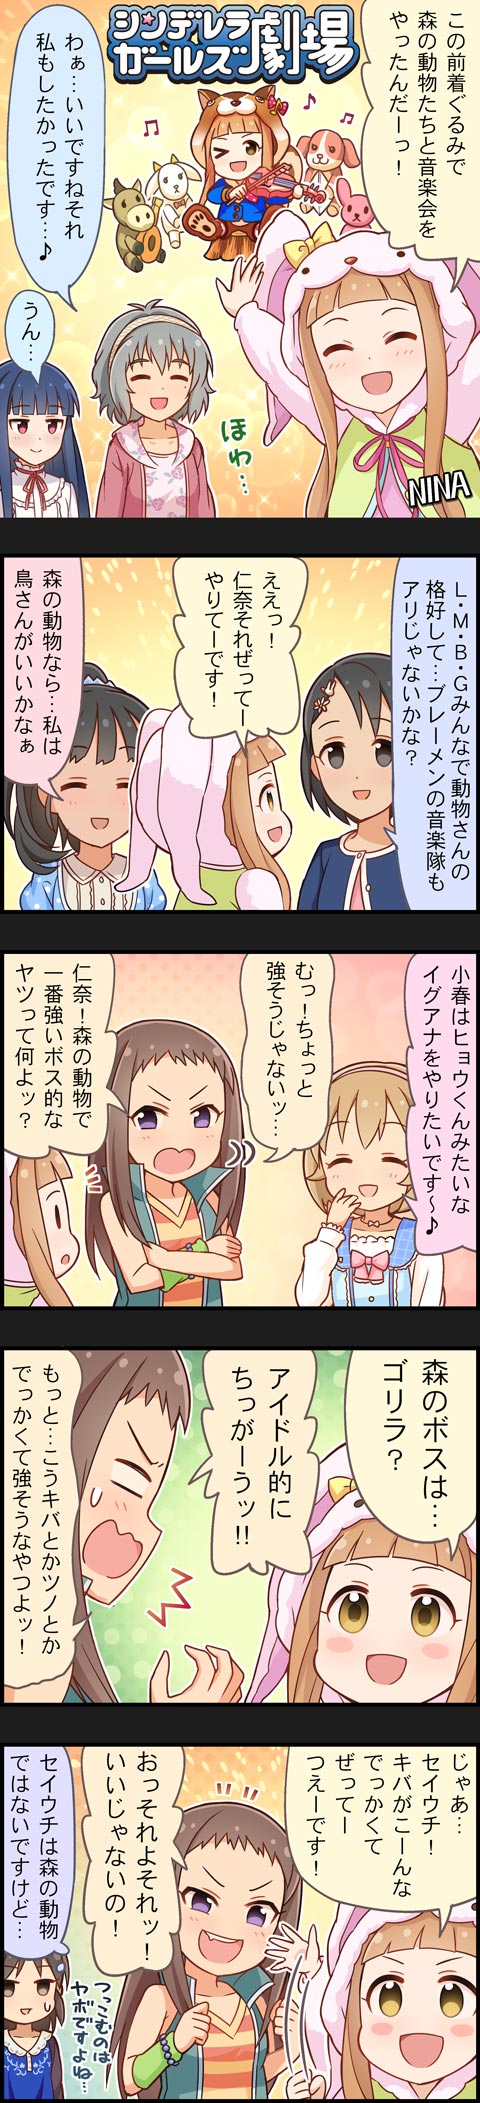 シンデレラ
ガールズ劇場
この前着ぐるみで
森の動物たちと音楽会を
やったんだーっ！
わぁ…いいですねそれ
私もしたかったです…♪
うん…
ほわ…
NINA
L・M・B・Gみんなで動物さんの
格好して…ブレーメンの音楽隊も
アリじゃないかな？
ええっ！
仁奈それぜってー
やりてーです！
森の動物なら…私は
鳥さんがいいかなぁ
小春はヒョウくんみたいな
イグアナをやりたいです～♪
むっ！ちょっと
強そうじゃないッ…
仁奈！森の動物で
一番強いボス的な
ヤツって何よッ？
森のボスは…
ゴリラ？
アイドル的に
ちっがーうッ!!
もっと…こうキバとかツノとか
でっかくて強そうなやつよッ！
じゃあ…
セイウチ！
キバがこーんな
でっかくて
ぜってー
つえーです！
おっそれよそれッ！
いいじゃないの！
セイウチは森の動物
ではないですけど…
つっこむのは
ヤボですよね…